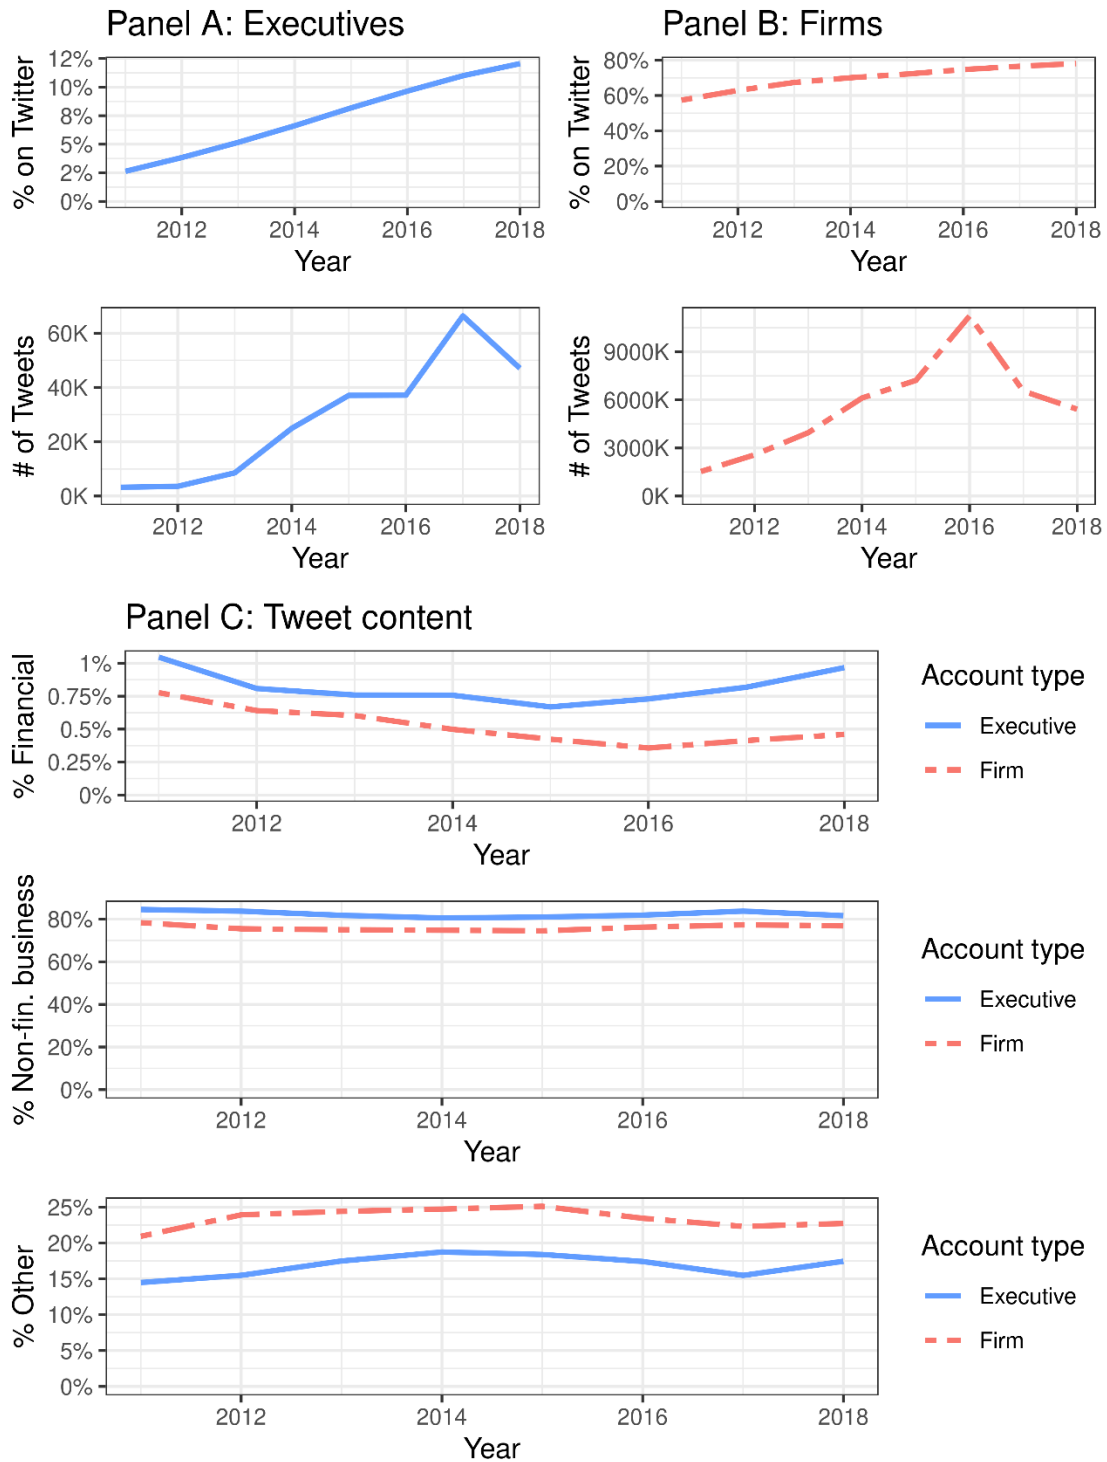 Panel A: Executives
% on Twitter
12%
10%
8%
5%
2%
0%
2012 2014 2016 2018
Year
Panel B: Firms
% on Twitter
80%
60%
40%
20%
0%
2012 2014 2016 2018
Year
# of Tweets
60K
40K
20K
0K
2012 2014 2016 2018
Year
# of Tweets
9000K
6000K
3000K
0K
2012 2014 2016 2018
Year
Panel C: Tweet content
% Financial
1%
0.75%
0.5%
0.25%
0%
2012 2014 2016 2018
Year
Account type
Executive
Firm
% Non-fin. business
80%
60%
40%
20%
0%
2012 2014 2016 2018
Year
Account type
Executive
Firm
% Other
25%
20%
15%
10%
5%
0%
2012 2014 2016 2018
Year
Account type
Executive
Firm